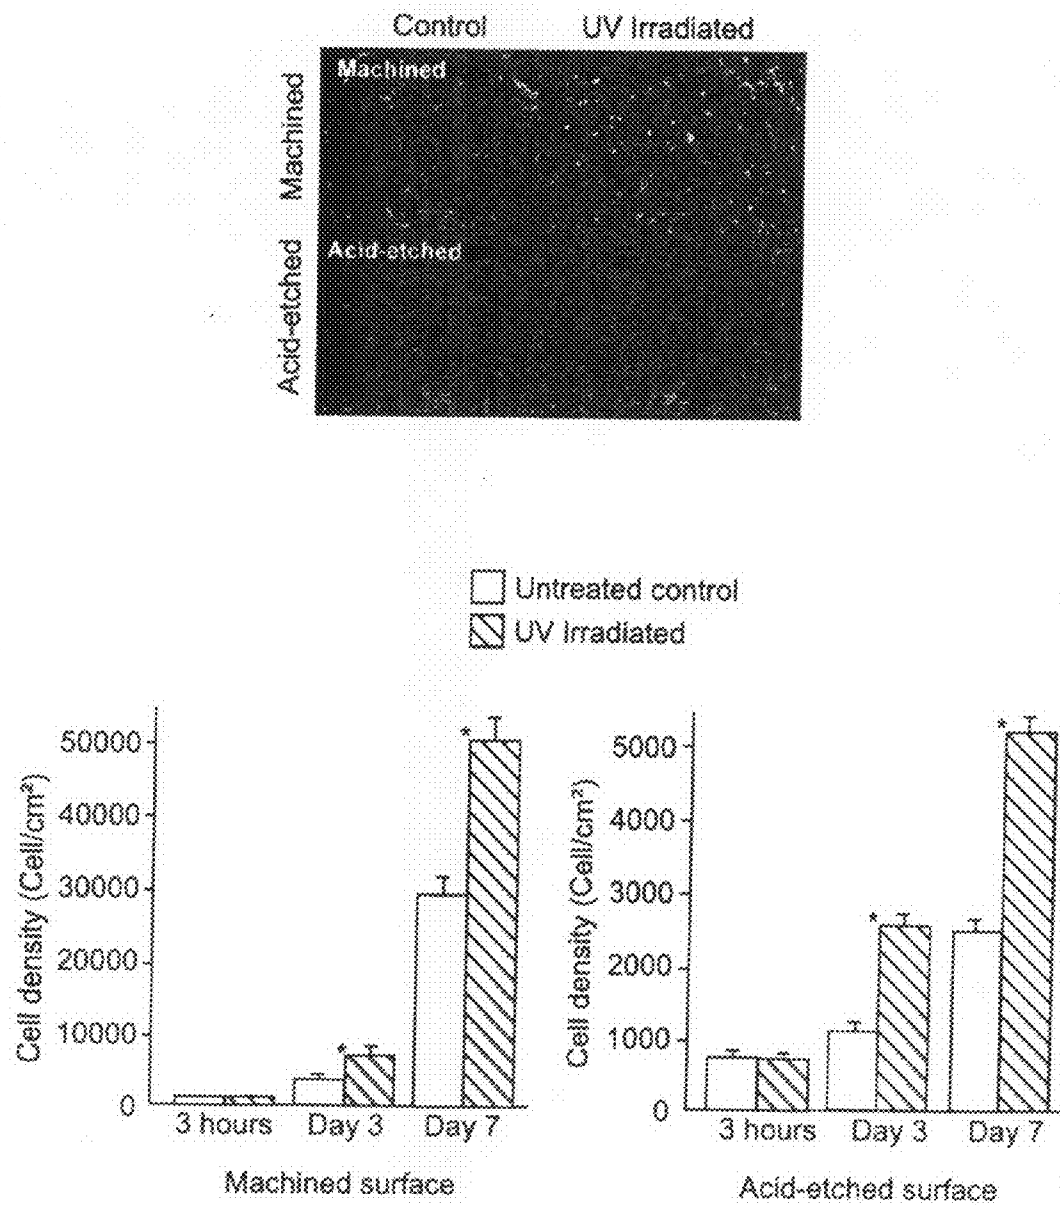 Control UV Irradiated
Machined
Machined
Acid-etched
Acid-etched
Untreated control
UV Irradiated
Cell density (Cell/cm²)
50000
40000
30000
20000
10000
0
*
*
3 hours Day 3 Day 7
Machined surface
Cell density (Cell/cm²)
5000
4000
3000
2000
1000
0
*
*
3 hours Day 3 Day 7
Acid-etched surface